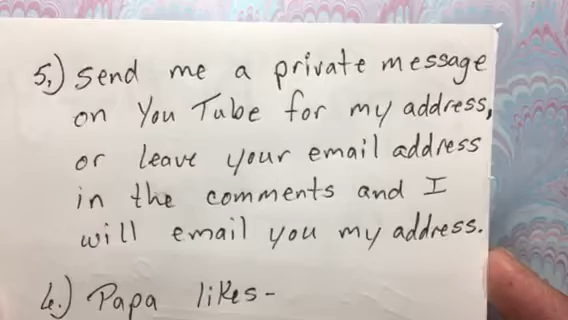 5.) Send me a private message
on You Tube for my address,
or leave your email address
in the comments and I
will email you my address.
6.) Papa likes-